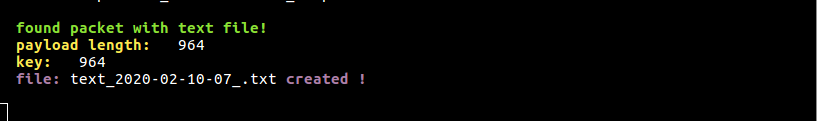 found packet with text file!
payload length:   964
key:   964
file: text_2020-02-10-07_.txt created !